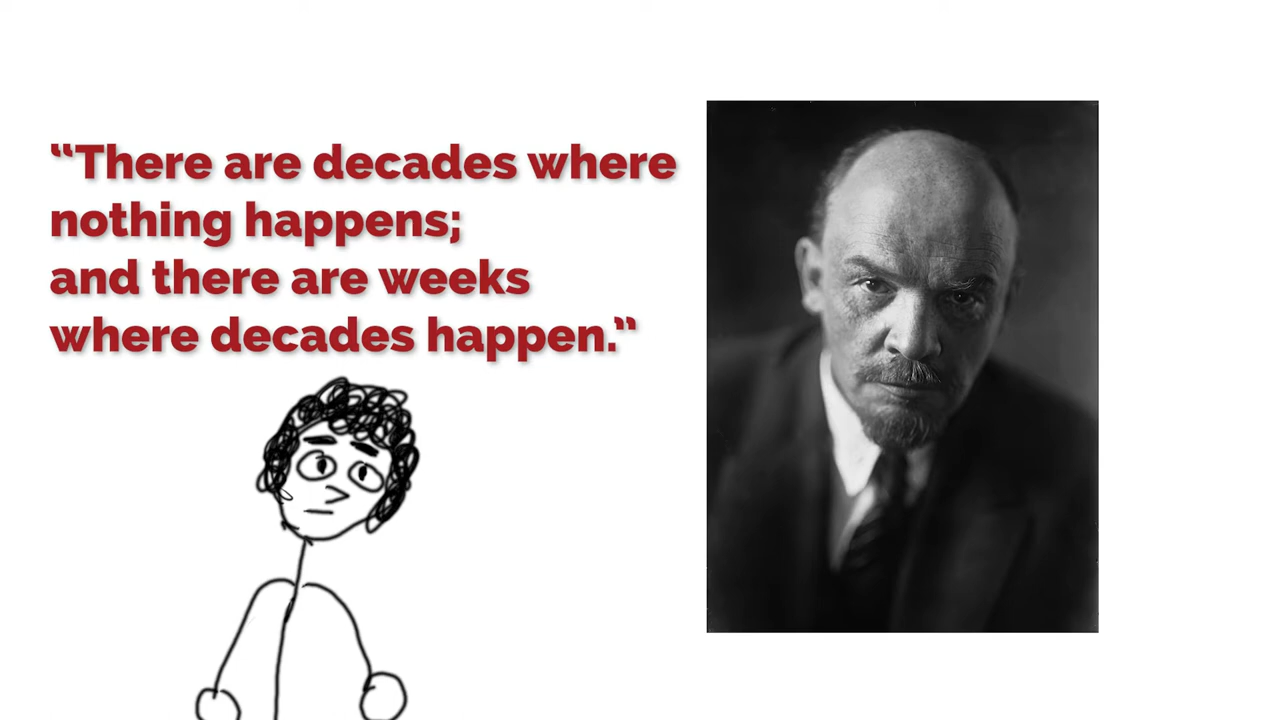 “There are decades where
nothing happens;
and there are weeks
where decades happen.”